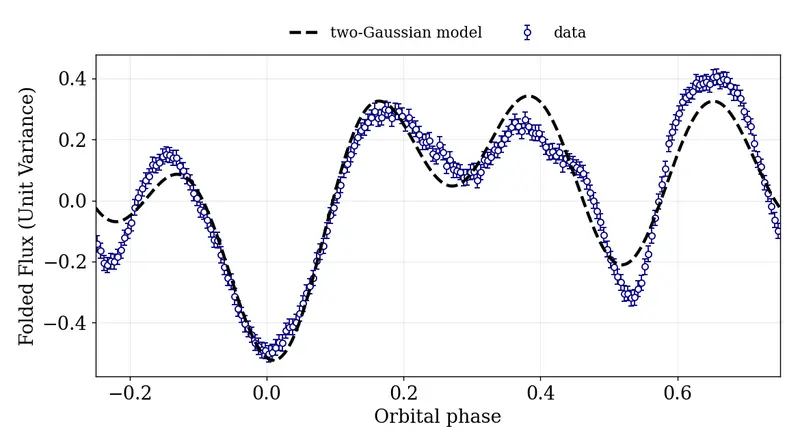 two-Gaussian model
data
Folded Flux (Unit Variance)
0.4
0.2
0.0
−0.2
−0.4
−0.2
0.0
0.2
0.4
0.6
Orbital phase